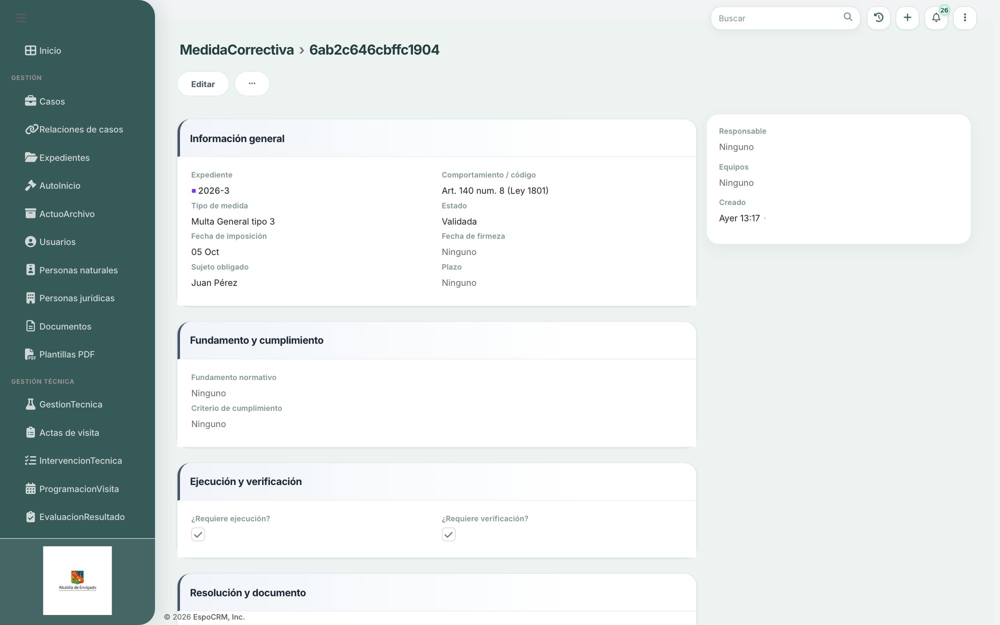 Buscar
26
Inicio
GESTIÓN
Casos
Relaciones de casos
Expedientes
AutoInicio
ActuoArchivo
Usuarios
Personas naturales
Personas jurídicas
Documentos
Plantillas PDF
GESTIÓN TÉCNICA
GestionTecnica
Actas de visita
IntervencionTecnica
ProgramacionVisita
EvaluacionResultado
Alcaldía de Envigado
MedidaCorrectiva › 6ab2c646cbffc1904
Editar
···
Información general
Expediente
2026-3
Comportamiento / código
Art. 140 num. 8 (Ley 1801)
Tipo de medida
Multa General tipo 3
Estado
Validada
Fecha de imposición
05 Oct
Fecha de firmeza
Ninguno
Sujeto obligado
Juan Pérez
Plazo
Ninguno
Fundamento y cumplimiento
Fundamento normativo
Ninguno
Criterio de cumplimiento
Ninguno
Ejecución y verificación
¿Requiere ejecución?
¿Requiere verificación?
Resolución y documento
Responsable
Ninguno
Equipos
Ninguno
Creado
Ayer 13:17 ·
© 2026 EspoCRM, Inc.